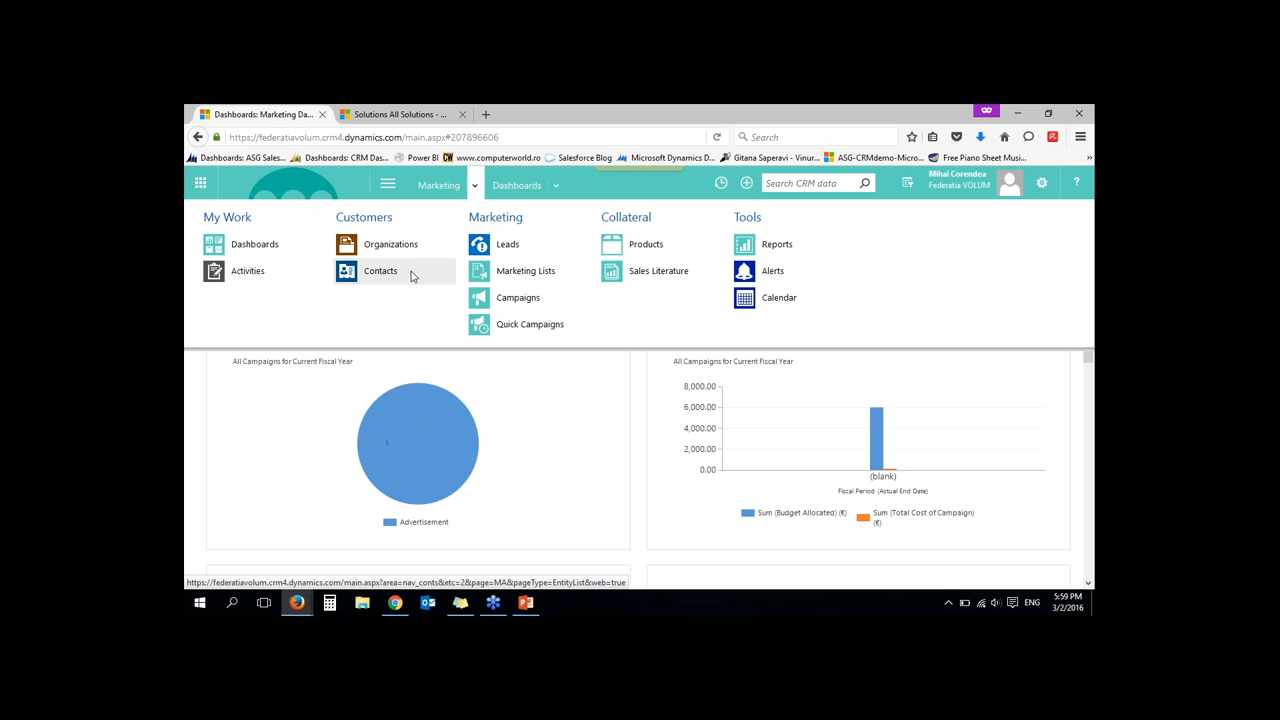 Dashboards: Marketing Da...
Solutions All Solutions - ...
https://federatiavolum.crm4.dynamics.com/main.aspx#207896606
Search
Dashboards: ASG Sales...
Dashboards: CRM Das...
Power BI
www.computerworld.ro
Salesforce Blog
Microsoft Dynamics D...
Gitana Saperavi - Vinur...
ASG-CRMdemo-Micro...
Free Piano Sheet Musi...
Marketing
Dashboards
Search CRM data
Mihai Corendea
Federatia VOLUM
?
My Work
Dashboards
Activities
Customers
Organizations
Contacts
Marketing
Leads
Marketing Lists
Campaigns
Quick Campaigns
Collateral
Products
Sales Literature
Tools
Reports
Alerts
Calendar
All Campaigns for Current Fiscal Year
1
Advertisement
All Campaigns for Current Fiscal Year
8,000.00
6,000.00
4,000.00
2,000.00
0.00
(blank)
Fiscal Period (Actual End Date)
Sum (Budget Allocated) (€)
Sum (Total Cost of Campaign)
(€)
https://federatiavolum.crm4.dynamics.com/main.aspx?area=nav_conts&etc=2&page=MA&pageType=EntityList&web=true
ENG
5:59 PM
3/2/2016